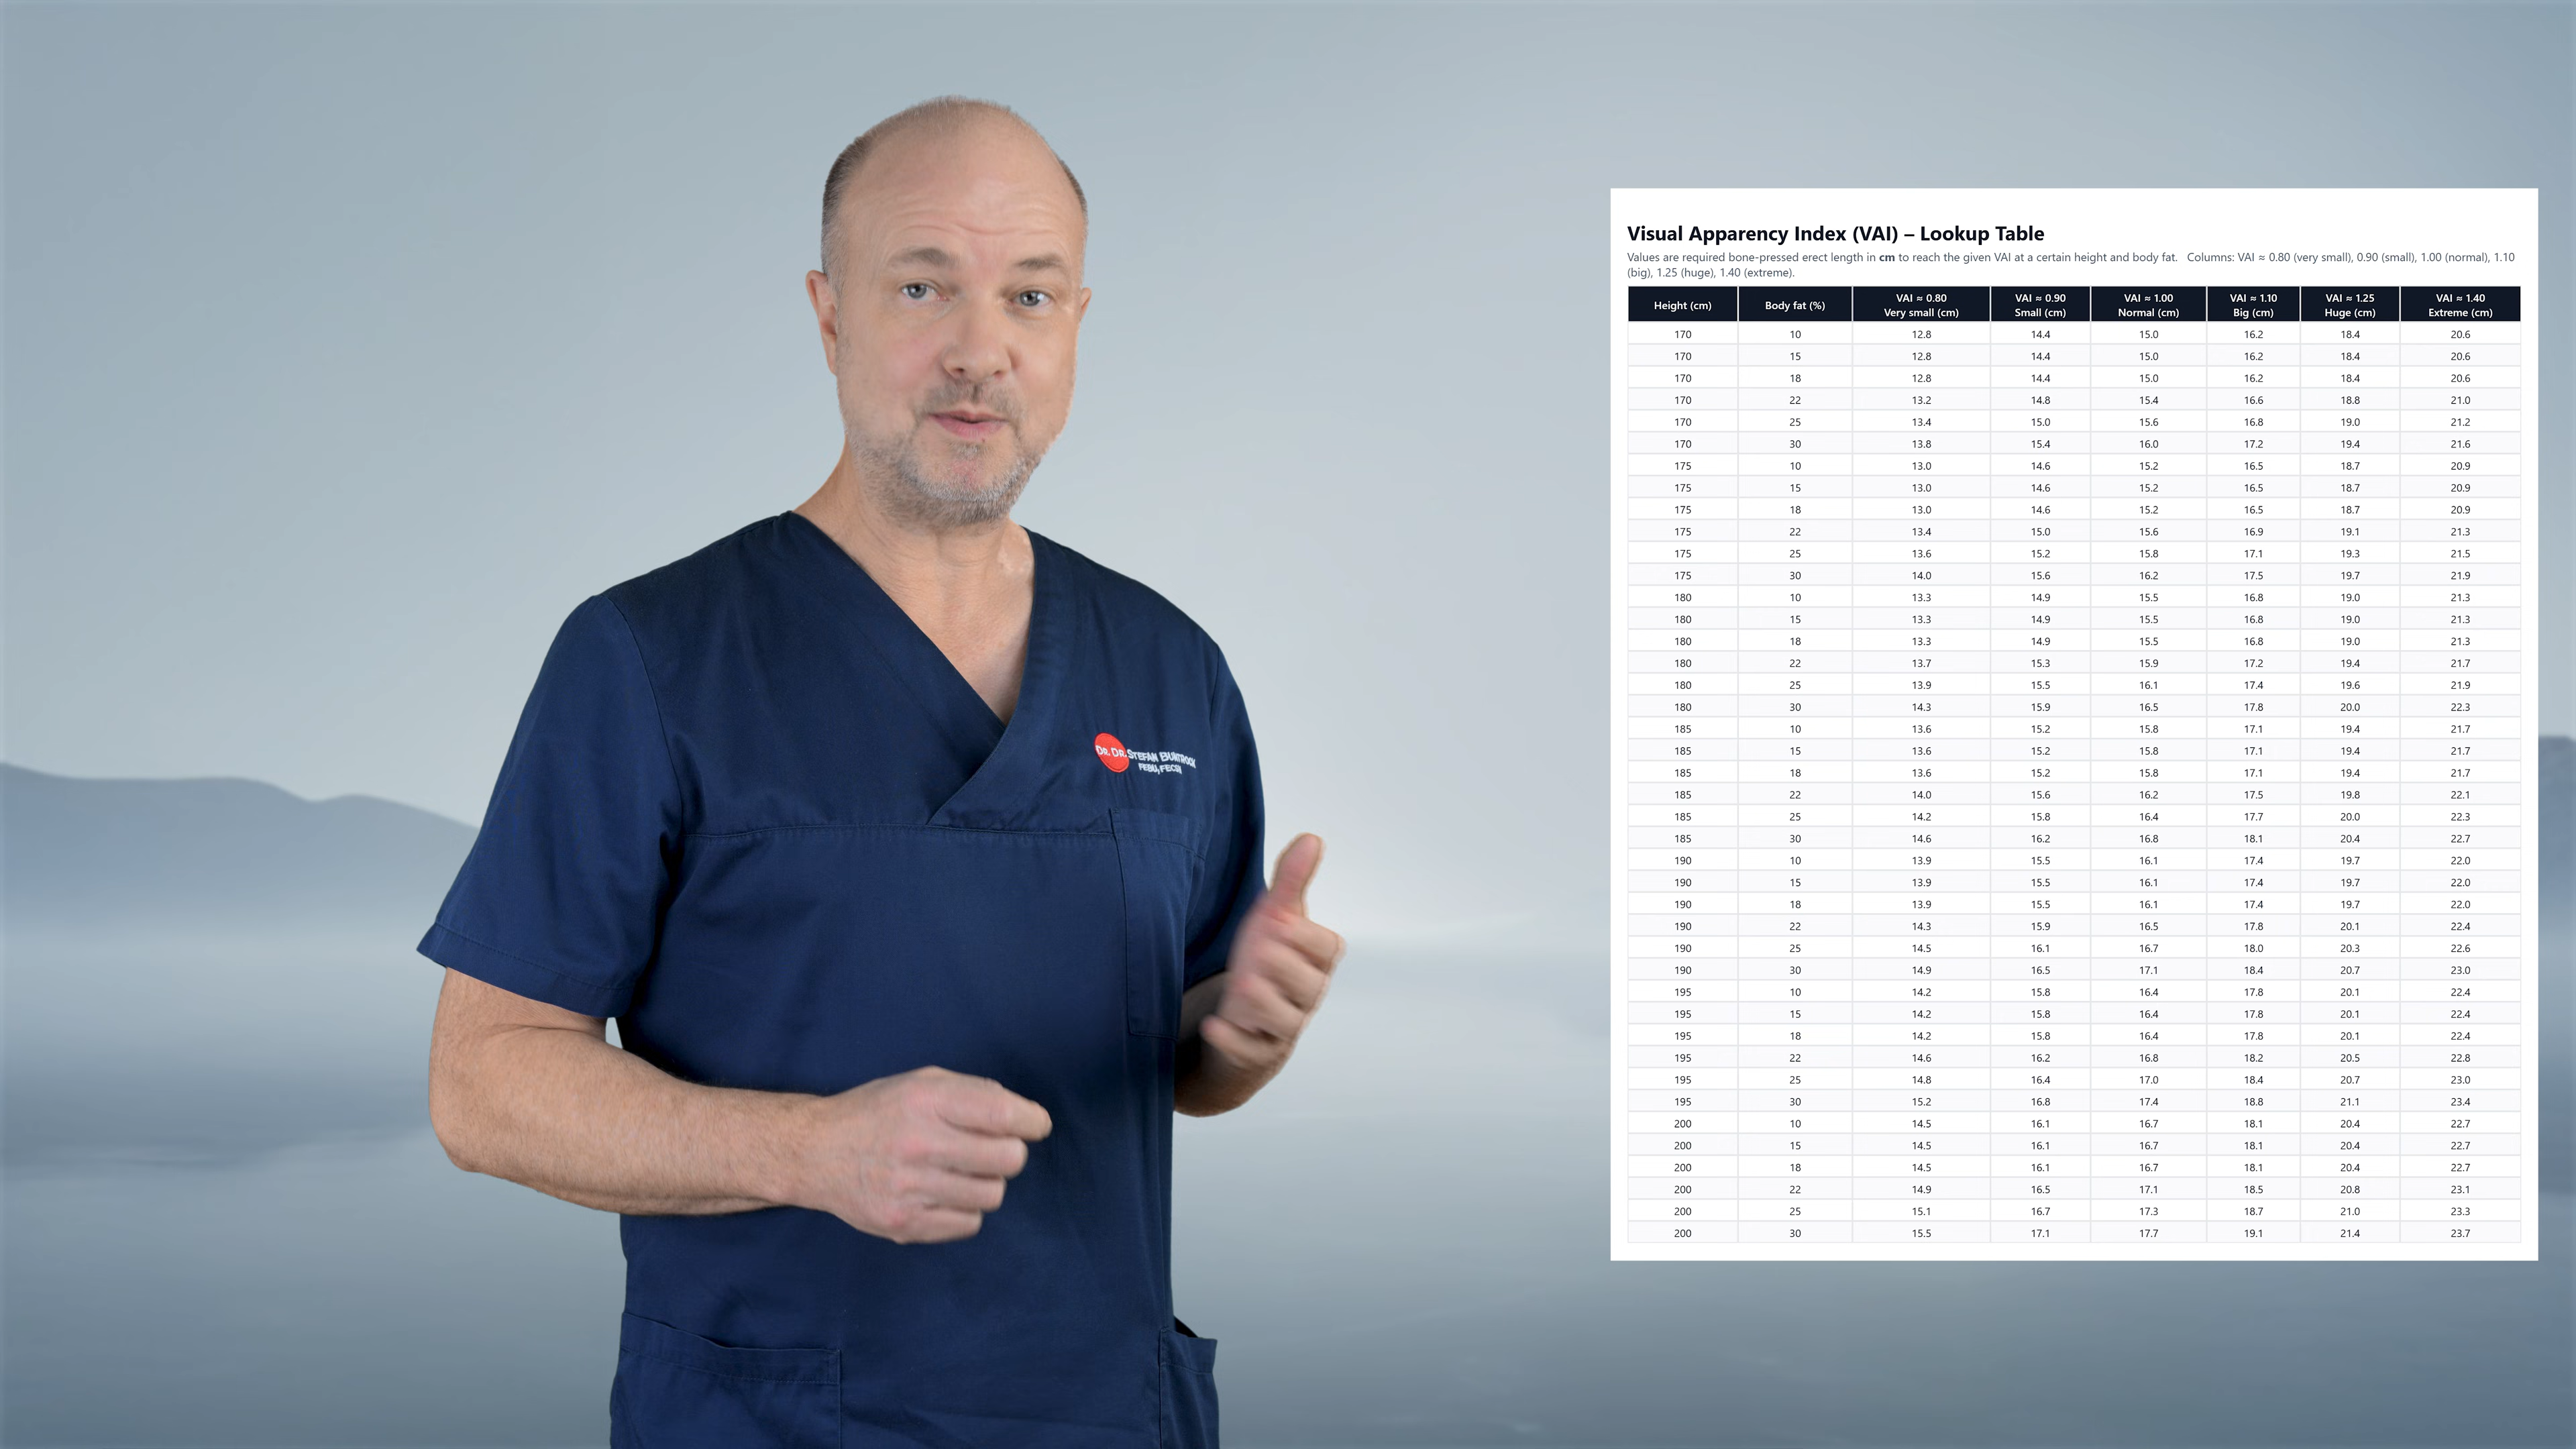 DR. DR. STEFAN BUNTROCK
FEBU, FECSM
Visual Apparency Index (VAI) – Lookup Table
Values are required bone-pressed erect length in cm to reach the given VAI at a certain height and body fat. Columns: VAI ≈ 0.80 (very small), 0.90 (small), 1.00 (normal), 1.10
(big), 1.25 (huge), 1.40 (extreme).
Height (cm) Body fat (%) VAI ≈ 0.80 VAI ≈ 0.90 VAI ≈ 1.00 VAI ≈ 1.10 VAI ≈ 1.25 VAI ≈ 1.40
Very small (cm) Small (cm) Normal (cm) Big (cm) Huge (cm) Extreme (cm)
170 10 12.8 14.4 15.0 16.2 18.4 20.6
170 15 12.8 14.4 15.0 16.2 18.4 20.6
170 18 12.8 14.4 15.0 16.2 18.4 20.6
170 22 13.2 14.8 15.4 16.6 18.8 21.0
170 25 13.4 15.0 15.6 16.8 19.0 21.2
170 30 13.8 15.4 16.0 17.2 19.4 21.6
175 10 13.0 14.6 15.2 16.5 18.7 20.9
175 15 13.0 14.6 15.2 16.5 18.7 20.9
175 18 13.0 14.6 15.2 16.5 18.7 20.9
175 22 13.4 15.0 15.6 16.9 19.1 21.3
175 25 13.6 15.2 15.8 17.1 19.3 21.5
175 30 14.0 15.6 16.2 17.5 19.7 21.9
180 10 13.3 14.9 15.5 16.8 19.0 21.3
180 15 13.3 14.9 15.5 16.8 19.0 21.3
180 18 13.3 14.9 15.5 16.8 19.0 21.3
180 22 13.7 15.3 15.9 17.2 19.4 21.7
180 25 13.9 15.5 16.1 17.4 19.6 21.9
180 30 14.3 15.9 16.5 17.8 20.0 22.3
185 10 13.6 15.2 15.8 17.1 19.4 21.7
185 15 13.6 15.2 15.8 17.1 19.4 21.7
185 18 13.6 15.2 15.8 17.1 19.4 21.7
185 22 14.0 15.6 16.2 17.5 19.8 22.1
185 25 14.2 15.8 16.4 17.7 20.0 22.3
185 30 14.6 16.2 16.8 18.1 20.4 22.7
190 10 13.9 15.5 16.1 17.4 19.7 22.0
190 15 13.9 15.5 16.1 17.4 19.7 22.0
190 18 13.9 15.5 16.1 17.4 19.7 22.0
190 22 14.3 15.9 16.5 17.8 20.1 22.4
190 25 14.5 16.1 16.7 18.0 20.3 22.6
190 30 14.9 16.5 17.1 18.4 20.7 23.0
195 10 14.2 15.8 16.4 17.8 20.1 22.4
195 15 14.2 15.8 16.4 17.8 20.1 22.4
195 18 14.2 15.8 16.4 17.8 20.1 22.4
195 22 14.6 16.2 16.8 18.2 20.5 22.8
195 25 14.8 16.4 17.0 18.4 20.7 23.0
195 30 15.2 16.8 17.4 18.8 21.1 23.4
200 10 14.5 16.1 16.7 18.1 20.4 22.7
200 15 14.5 16.1 16.7 18.1 20.4 22.7
200 18 14.5 16.1 16.7 18.1 20.4 22.7
200 22 14.9 16.5 17.1 18.5 20.8 23.1
200 25 15.1 16.7 17.3 18.7 21.0 23.3
200 30 15.5 17.1 17.7 19.1 21.4 23.7